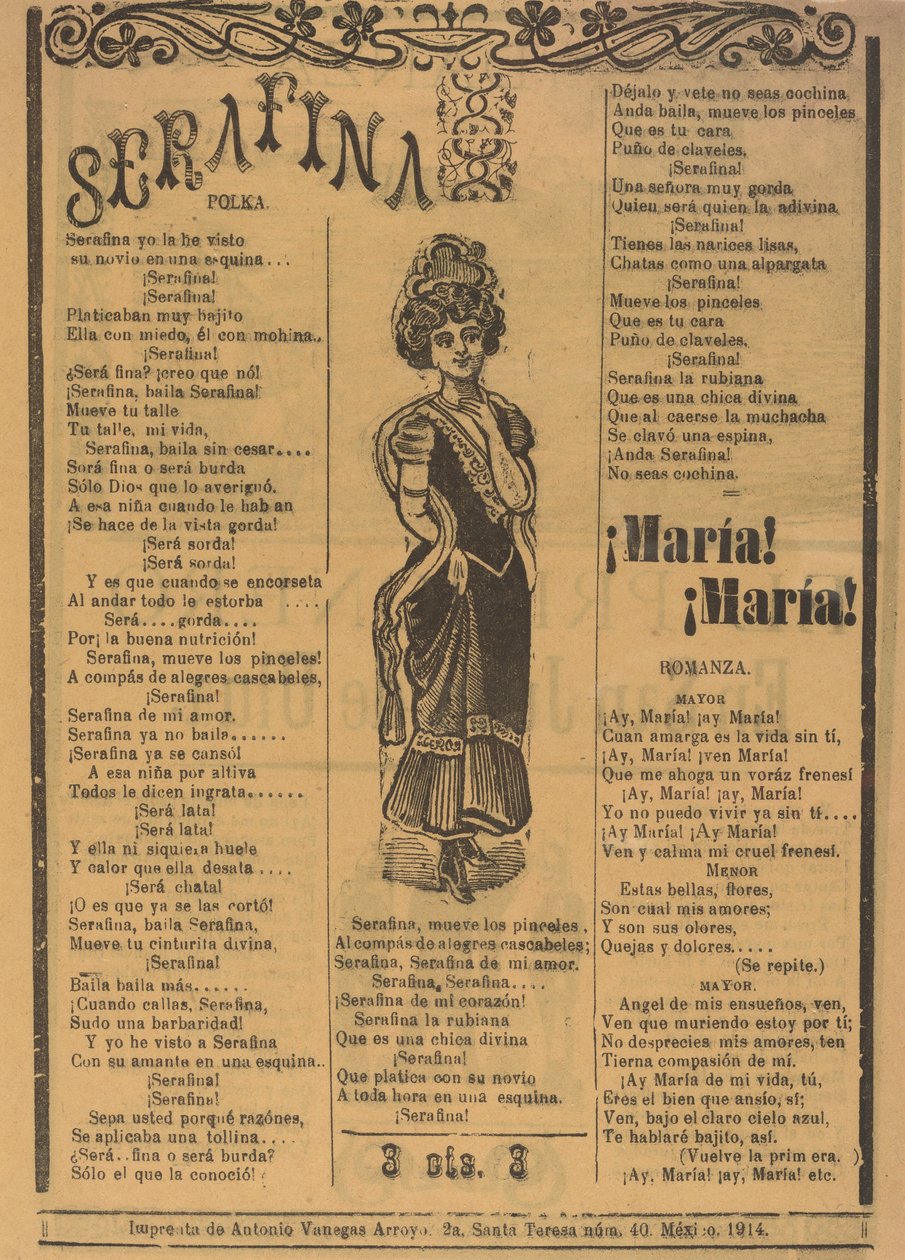 SERAFINA
POLKA.
Serafina yo la he visto
su novio en una esquina...
¡Serafina!
¡Serafina!
Platicaban muy bajito
Ella con miedo, él con mohina..
¡Serafina!
¿Será fina? ¡creo que nó!
¡Serafina, baila Serafina!
Mueve tu talle
Tu talle, mi vida,
Serafina, baila sin cesar....
Será fina o será burda
Sólo Dios que lo averiguó.
A esa niña cuando le hab an
¡Se hace de la vista gorda!
¡Será sorda!
¡Será sorda!
Y es que cuando se encorseta
Al andar todo le estorba ....
Será....gorda....
Por¡ la buena nutrición!
Serafina, mueve los pinceles!
A compás de alegres cascabeles,
¡Serafina!
Serafina de mi amor.
Serafina ya no baila......
¡Serafina ya se cansó!
A esa niña por altiva
Todos le dicen ingrata......
¡Será lata!
¡Será lata!
Y ella ni siquiera huele
Y calor que ella desata ....
¡Será chata!
¡O es que ya se las cortó!
Serafina, baila Serafina,
Mueve tu cinturita divina,
¡Serafina!
Baila baila más......
¡Cuando callas, Serafina,
Sudo una barbaridad!
Y yo he visto a Serafina
Con su amante en una esquina..
¡Serafina!
¡Serafina!
Sepa usted porqué razónes,
Se aplicaba una tollina....
¿Será..fina o será burda?
Sólo el que la conoció!
Serafina, mueve los pinceles,
Al compás de alegres cascabeles;
Serafina, Serafina de mi amor.
Serafina, Serafina....
¡Serafina de mi corazón!
Serafina la rubiana
Que es una chica divina
¡Serafina!
Que platica con su novio
A toda hora en una esquina.
¡Serafina!
3 cts. 3
Déjalo y vete no seas cochina
Anda baila, mueve los pinceles
Que es tu cara
Puño de claveles.
¡Serafina!
Una señora muy gorda
Quien será quien la adivina
¡Serafina!
Tienes las narices lisas,
Chatas como una alpargata
¡Serafina!
Mueve los pinceles
Que es tu cara
Puño de claveles.
¡Serafina!
Serafina la rubiana
Que es una chica divina
Que al caerse la muchacha
Se clavó una espina,
¡Anda Serafina!
No seas cochina.
¡María!
¡María!
ROMANZA.
MAYOR
¡Ay, María! ¡ay María!
Cuan amarga es la vida sin tí,
¡Ay, María! ¡ven María!
Que me ahoga un voráz frenesí
¡Ay, María! ¡ay, María!
Yo no puedo vivir ya sin tí....
¡Ay María! ¡Ay María!
Ven y calma mi cruel frenesí.
MENOR
Estas bellas, flores,
Son cual mis amores;
Y son sus olores,
Quejas y dolores....
(Se repite.)
MAYOR.
Angel de mis ensueños, ven,
Ven que muriendo estoy por tí;
No desprecies mis amores, ten
Tierna compasión de mí.
¡Ay María de mi vida, tú,
Eres el bien que ansío, sí;
Ven, bajo el claro cielo azul,
Te hablaré bajito, así.
(Vuelve la prim era. )
¡Ay, María! ¡ay, María! etc.
Imprenta de Antonio Vanegas Arroyo. 2a. Santa Teresa núm. 40. Méxi o. 1914.